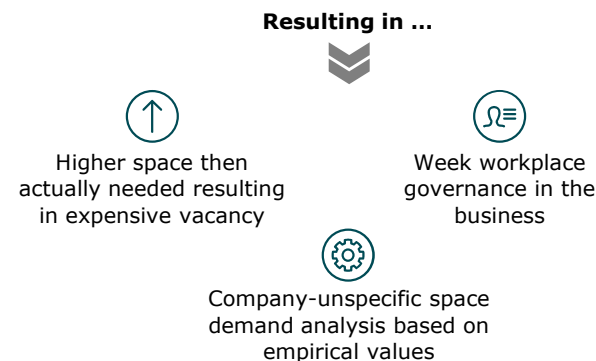 Resulting in ...
Higher space then
actually needed resulting
in expensive vacancy
Week workplace
governance in the
business
Company-unspecific space
demand analysis based on
empirical values